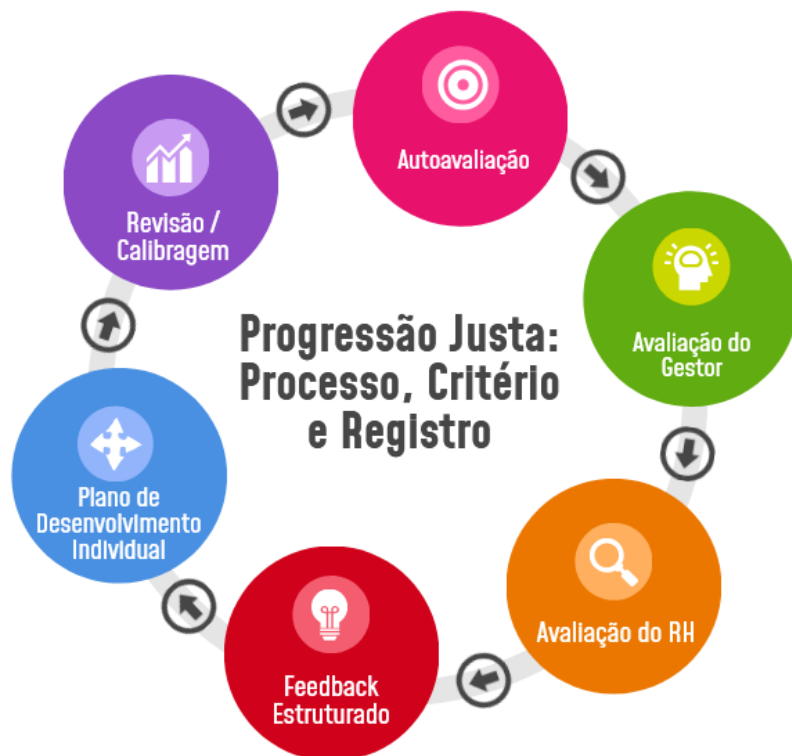 Progressão Justa:
Processo, Critério
e Registro
Autoavaliação
Avaliação do
Gestor
Avaliação do RH
Feedback
Estruturado
Plano de
Desenvolvimento
Individual
Revisão /
Calibragem